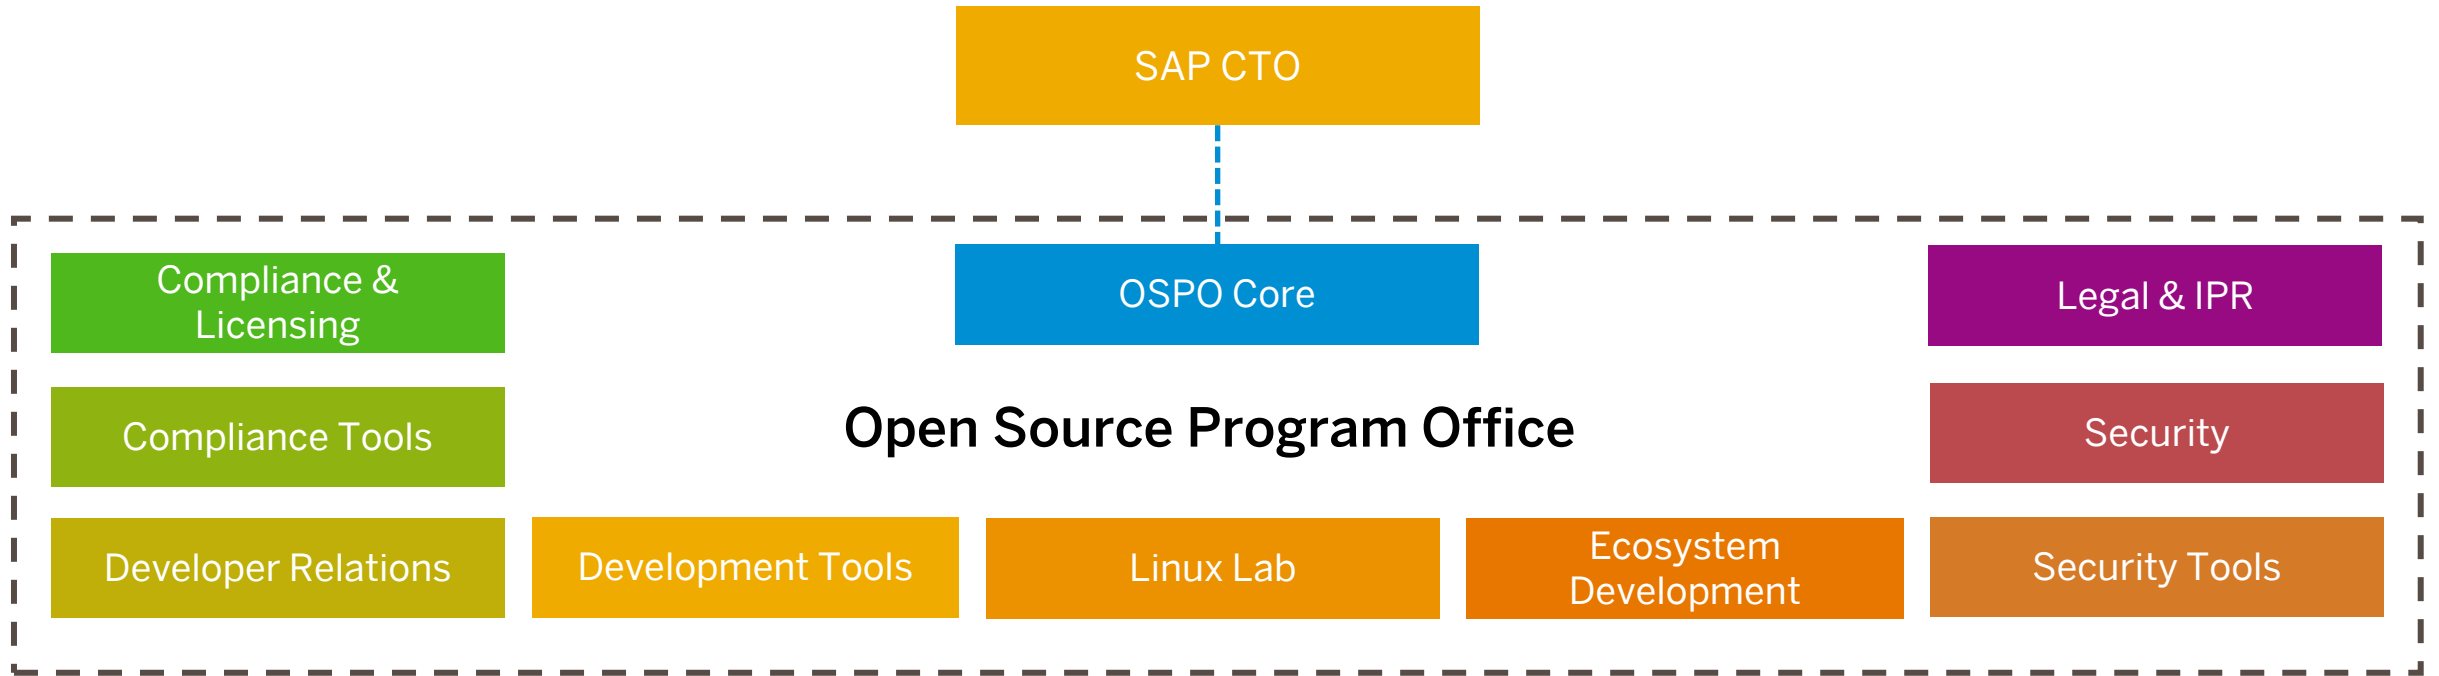 SAP CTO
Compliance &
Licensing
OSPO Core
Legal & IPR
Compliance Tools
Open Source Program Office
Security
Developer Relations
Development Tools
Linux Lab
Ecosystem
Development
Security Tools